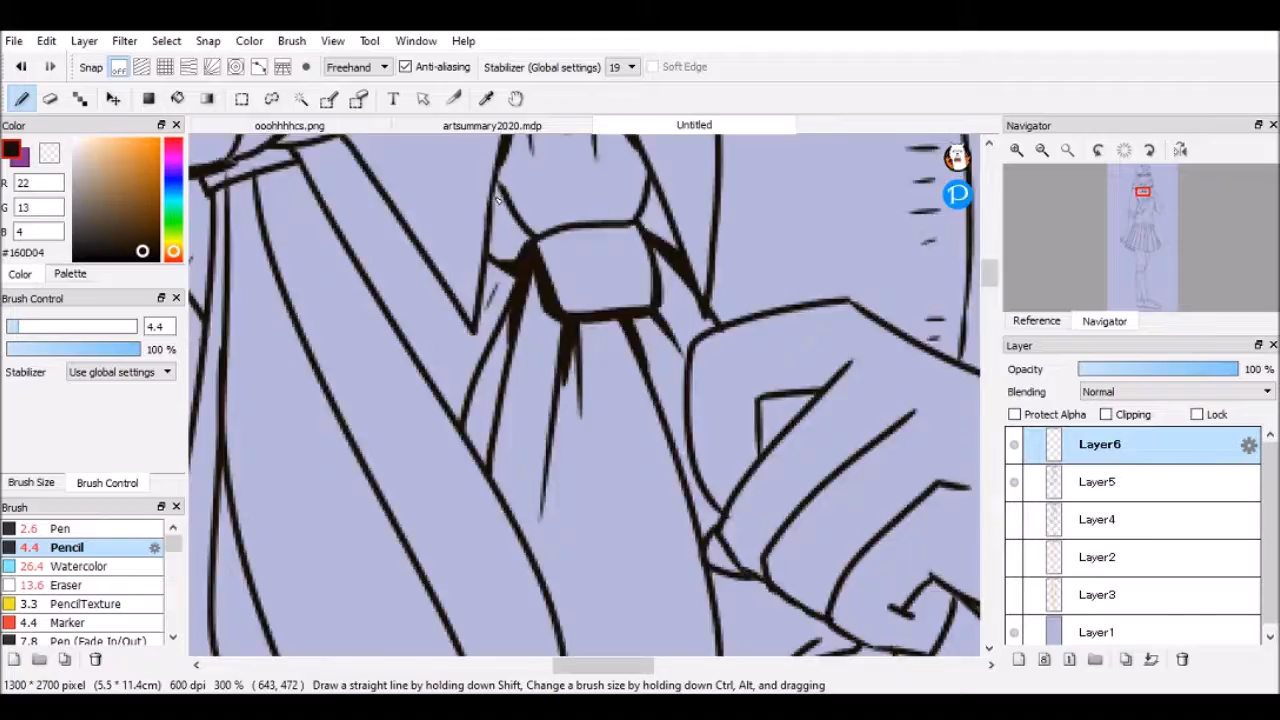 File Edit Layer Filter Select Snap Color Brush View Tool Window Help
Snap off Freehand Anti-aliasing Stabilizer (Global settings) 19 Soft Edge
T
Color
ooohhhhcs.png artsummary2020.mdp Untitled
Navigator
R 22
G 13
B 4
#160D04
Color Palette
Brush Control
4.4
100 %
Stabilizer Use global settings
Brush Size Brush Control
Brush
2.6 Pen
4.4 Pencil
26.4 Watercolor
13.6 Eraser
3.3 PencilTexture
4.4 Marker
7.8 Pen (Fade In/Out)
P
Reference Navigator
Layer
Opacity 100 %
Blending Normal
Protect Alpha Clipping Lock
Layer6
Layer5
Layer4
Layer2
Layer3
Layer1
8 1
1300 * 2700 pixel (5.5 * 11.4cm) 600 dpi 300 % ( 643, 472 ) Draw a straight line by holding down Shift, Change a brush size by holding down Ctrl, Alt, and dragging